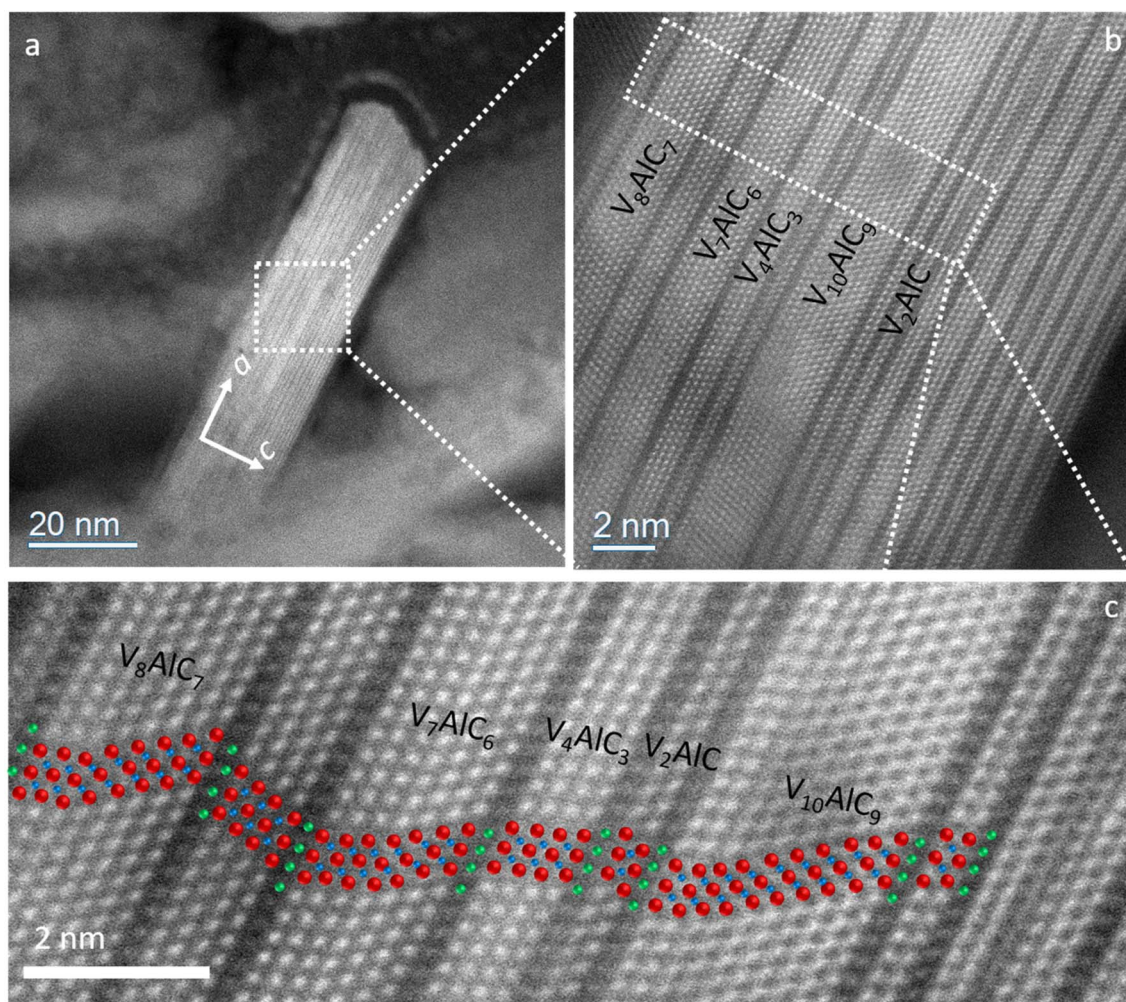 a
a
c
20 nm
b
V₈AlC₇
V₇AlC₆
V₄AlC₃
V₁₀AlC₉
V₂AlC
2 nm
c
V₈AlC₇
V₇AlC₆
V₄AlC₃
V₂AlC
V₁₀AlC₉
2 nm